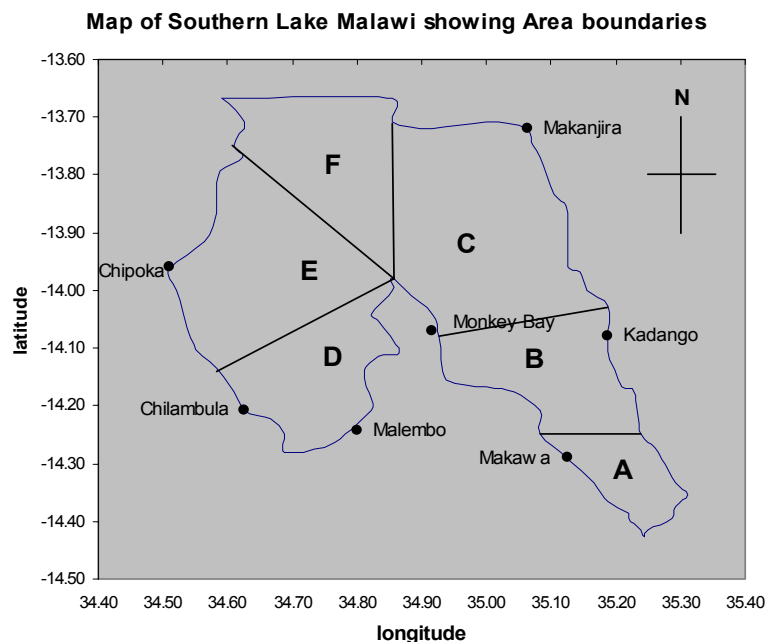 Map of Southern Lake Malawi showing Area boundaries
-13.60
N
-13.70
Makanjira
F
-13.80
-13.90
C
Chipoka
E
-14.00
latitude
Monkey Bay
Kadango
-14.10
D
B
-14.20
Chilambula
Malembo
Makaw a
A
-14.30
-14.40
-14.50
34.40 34.50 34.60 34.70 34.80 34.90 35.00 35.10 35.20 35.30 35.40
longitude